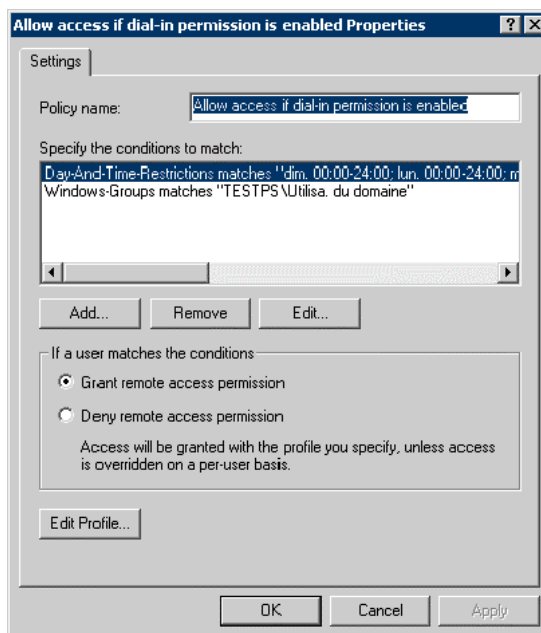 Allow access if dial-in permission is enabled Properties
Settings
Policy name:
Allow access if dial-in permission is enabled
Specify the conditions to match:
Day-And-Time-Restrictions matches "dim. 00:00-24:00; lun. 00:00-24:00; m
Windows-Groups matches "TESTPS\Utilisa. du domaine"
Add... Remove Edit...
If a user matches the conditions
Grant remote access permission
Deny remote access permission
Access will be granted with the profile you specify, unless access
is overridden on a per-user basis.
Edit Profile...
OK Cancel Apply